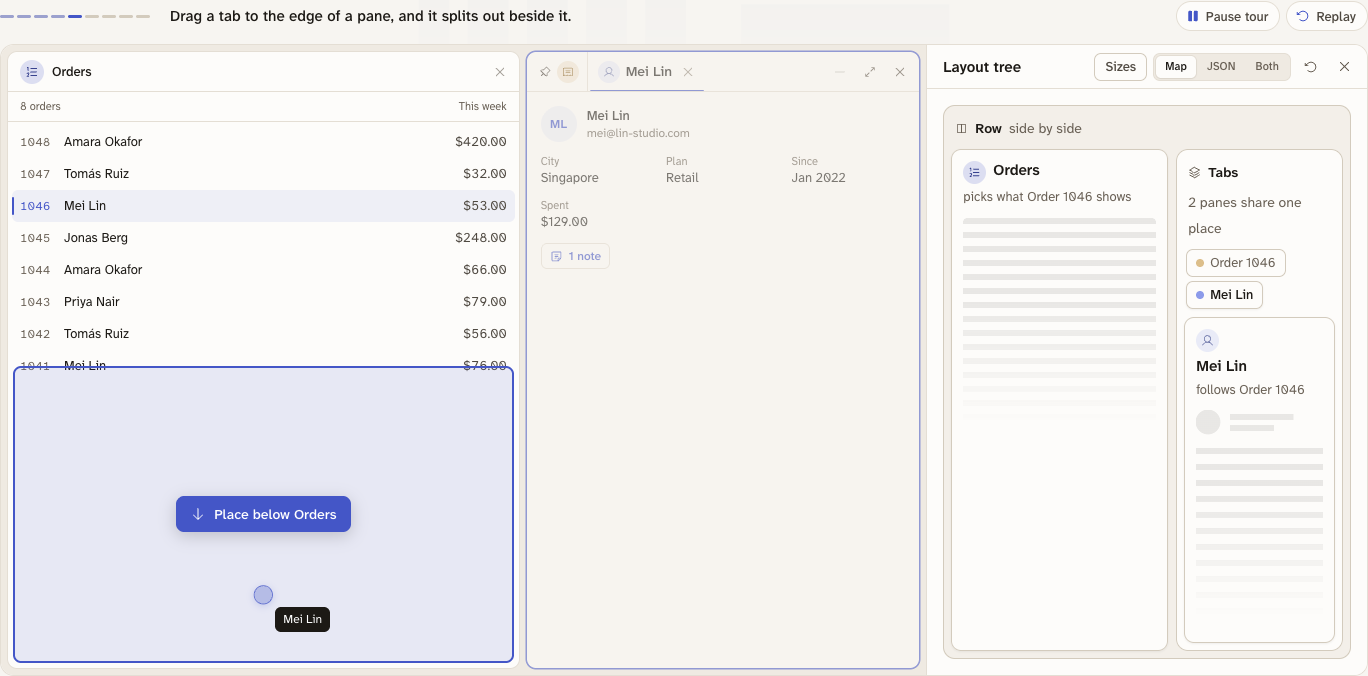 Drag a tab to the edge of a pane, and it splits out beside it.
Pause tour
Replay
Orders
8 orders
This week
1048 Amara Okafor $420.00
1047 Tomás Ruiz $32.00
1046 Mei Lin $53.00
1045 Jonas Berg $248.00
1044 Amara Okafor $66.00
1043 Priya Nair $79.00
1042 Tomás Ruiz $56.00
1041 Mei Lin $76.00
Place below Orders
Mei Lin
Mei Lin
ML
Mei Lin
mei@lin-studio.com
City Plan Since
Singapore Retail Jan 2022
Spent
$129.00
1 note
Layout tree
Sizes
Map JSON Both
Row side by side
Orders
picks what Order 1046 shows
Tabs
2 panes share one
place
Order 1046
Mei Lin
Mei Lin
follows Order 1046